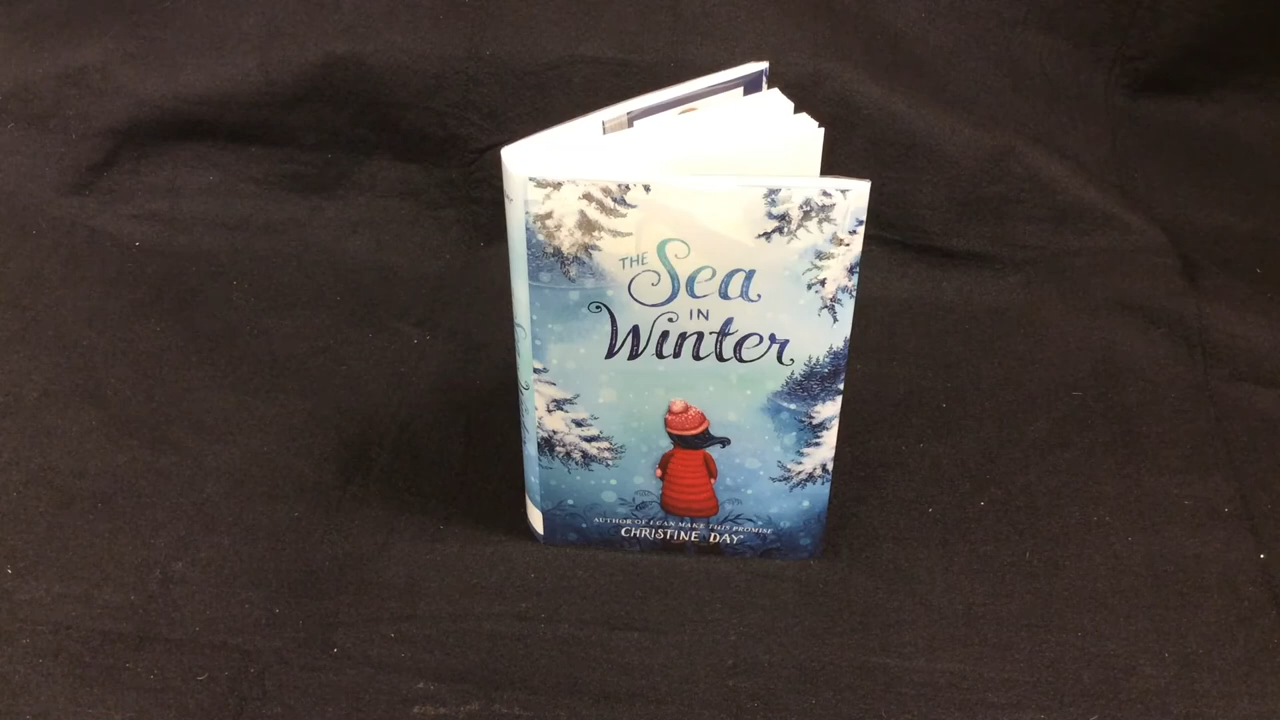 THE Sea
IN
Winter
AUTHOR OF I CAN MAKE THIS PROMISE
CHRISTINE DAY